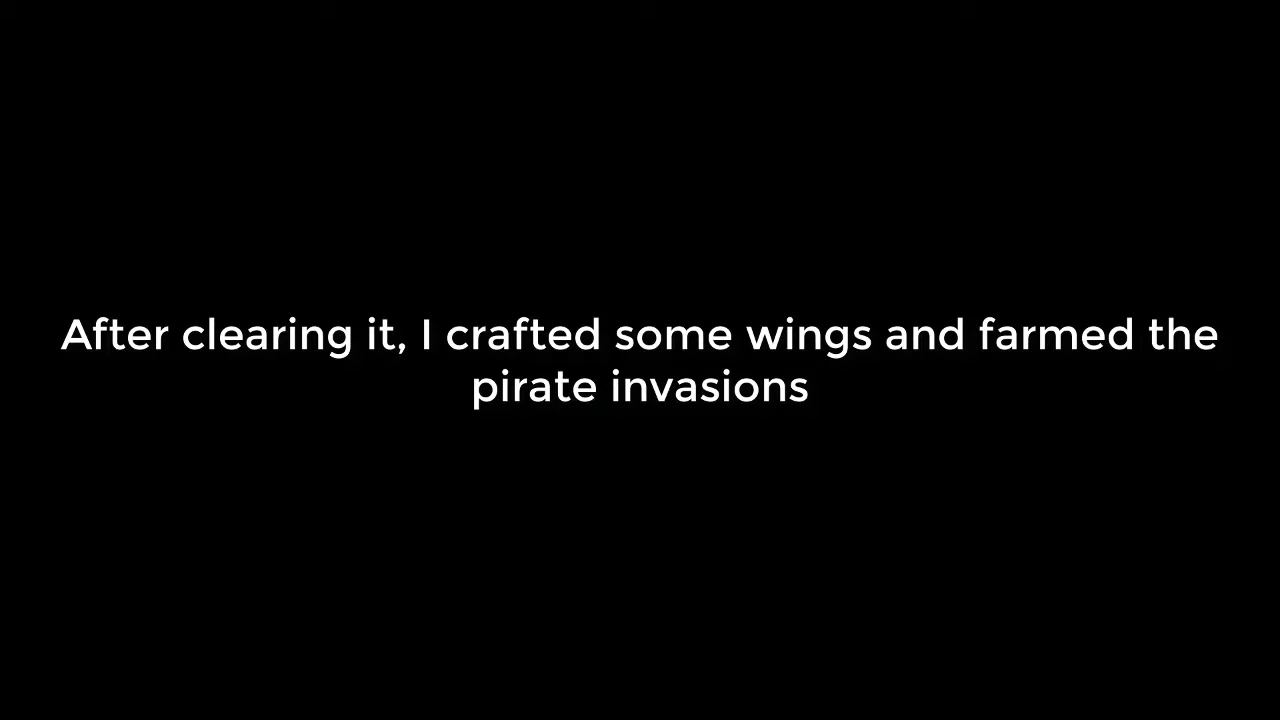 After clearing it, I crafted some wings and farmed the
pirate invasions